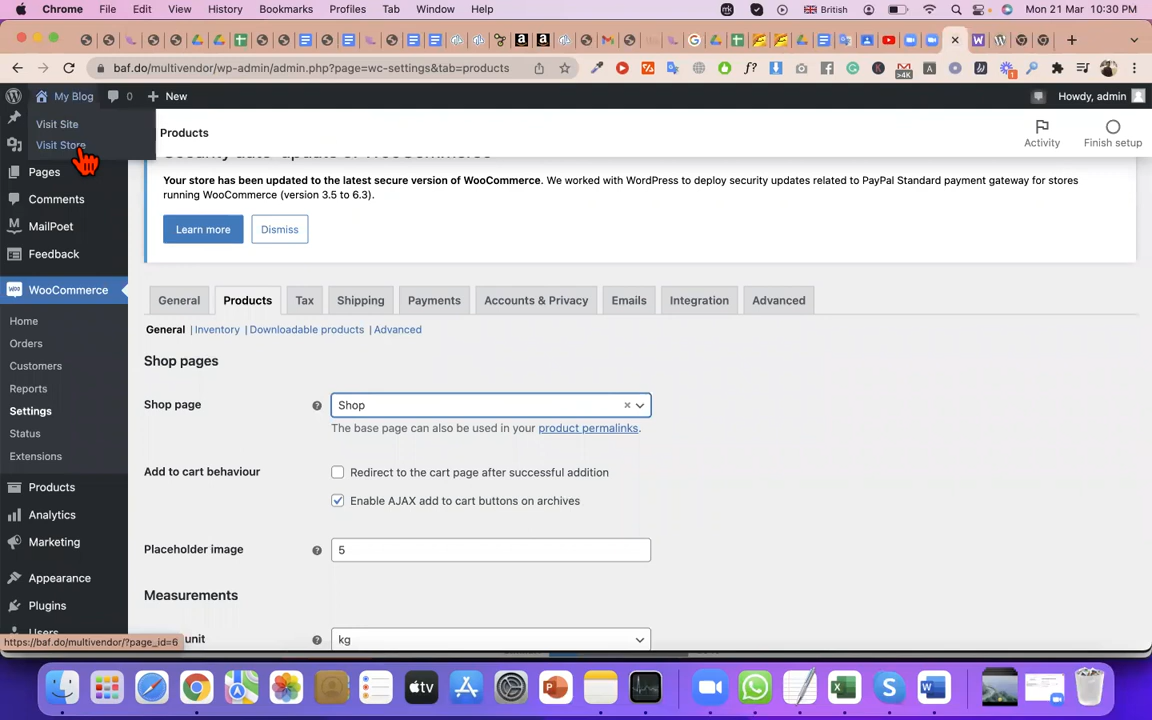 Chrome File Edit View History Bookmarks Profiles Tab Window Help British Mon 21 Mar 10:30 PM
baf.do/multivendor/wp-admin/admin.php?page=wc-settings&tab=products
My Blog 0 New Howdy, admin
Visit Site
Visit Store
Products
Activity
Finish setup
Pages
Comments
MailPoet
Feedback
WooCommerce
Home
Orders
Customers
Reports
Settings
Status
Extensions
Products
Analytics
Marketing
Appearance
Plugins
Users
https://baf.do/multivendor/?page_id=6
Security auto-update of WooCommerce
Your store has been updated to the latest secure version of WooCommerce. We worked with WordPress to deploy security updates related to PayPal Standard payment gateway for stores
running WooCommerce (version 3.5 to 6.3).
Learn more Dismiss
General Products Tax Shipping Payments Accounts & Privacy Emails Integration Advanced
General | Inventory | Downloadable products | Advanced
Shop pages
Shop page Shop
The base page can also be used in your product permalinks.
Add to cart behaviour Redirect to the cart page after successful addition
Enable AJAX add to cart buttons on archives
Placeholder image 5
Measurements
unit kg